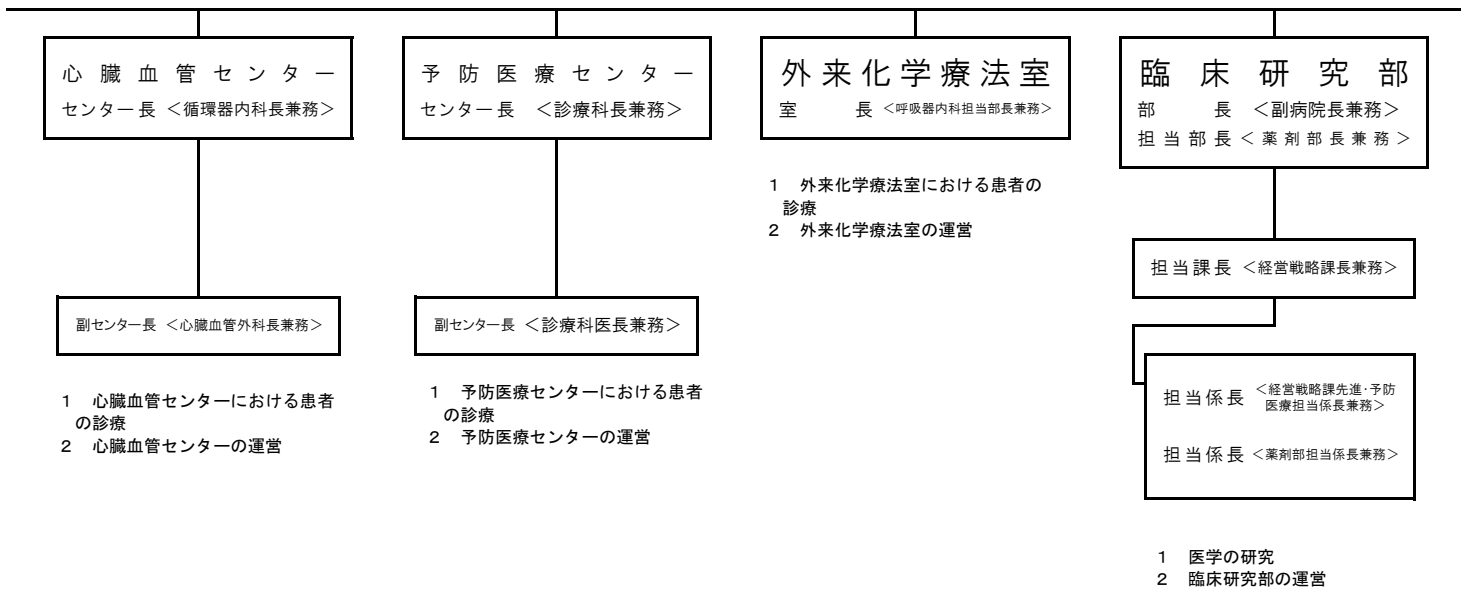 心臓血管センター
センター長 <循環器内科長兼務>
副センター長 <心臓血管外科長兼務>
1 心臓血管センターにおける患者
の診療
2 心臓血管センターの運営
予防医療センター
センター長 <診療科長兼務>
副センター長 <診療科医長兼務>
1 予防医療センターにおける患者
の診療
2 予防医療センターの運営
外来化学療法室
室長 <呼吸器内科担当部長兼務>
1 外来化学療法室における患者の
診療
2 外来化学療法室の運営
臨床研究部
部長 <副病院長兼務>
担当部長<薬剤部長兼務>
担当課長 <経営戦略課長兼務>
担当係長 <経営戦略課先進・予防
医療担当係長兼務>
担当係長 <薬剤部担当係長兼務>
1 医学の研究
2 臨床研究部の運営